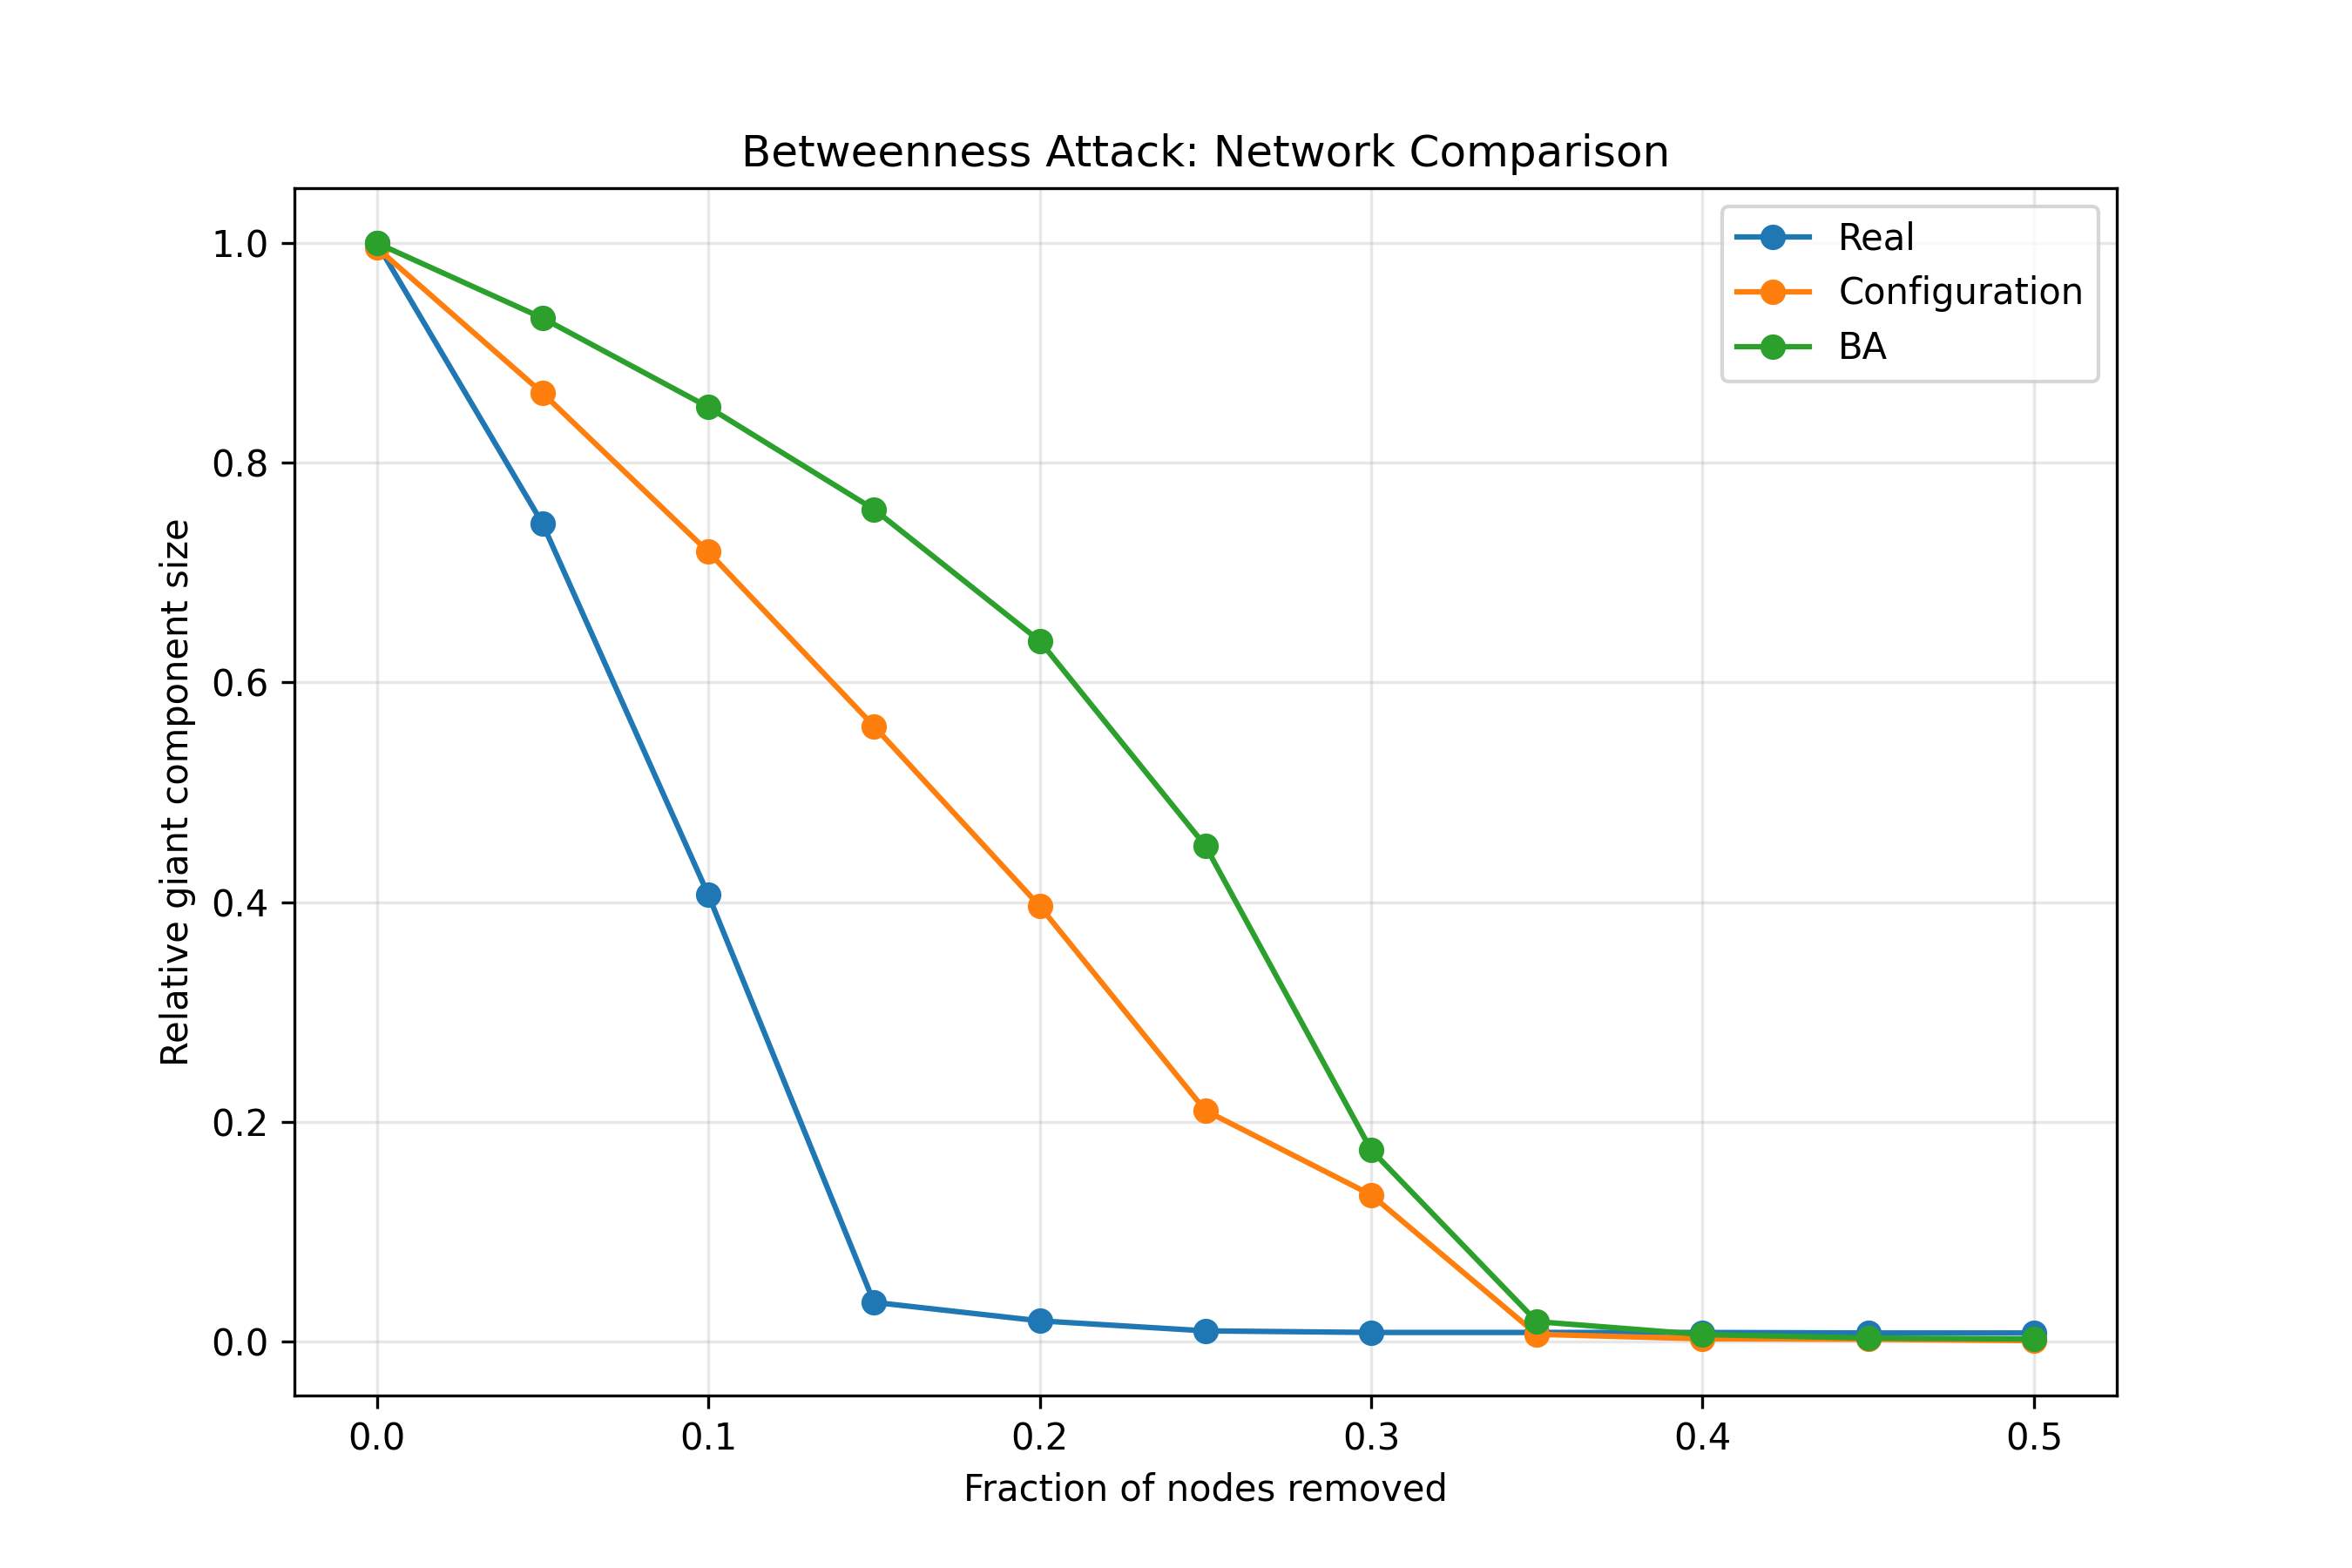 Betweenness Attack: Network Comparison
Real
Configuration
BA
1.0
0.8
0.6
0.4
0.2
0.0
Relative giant component size
0.0
0.1
0.2
0.3
0.4
0.5
Fraction of nodes removed